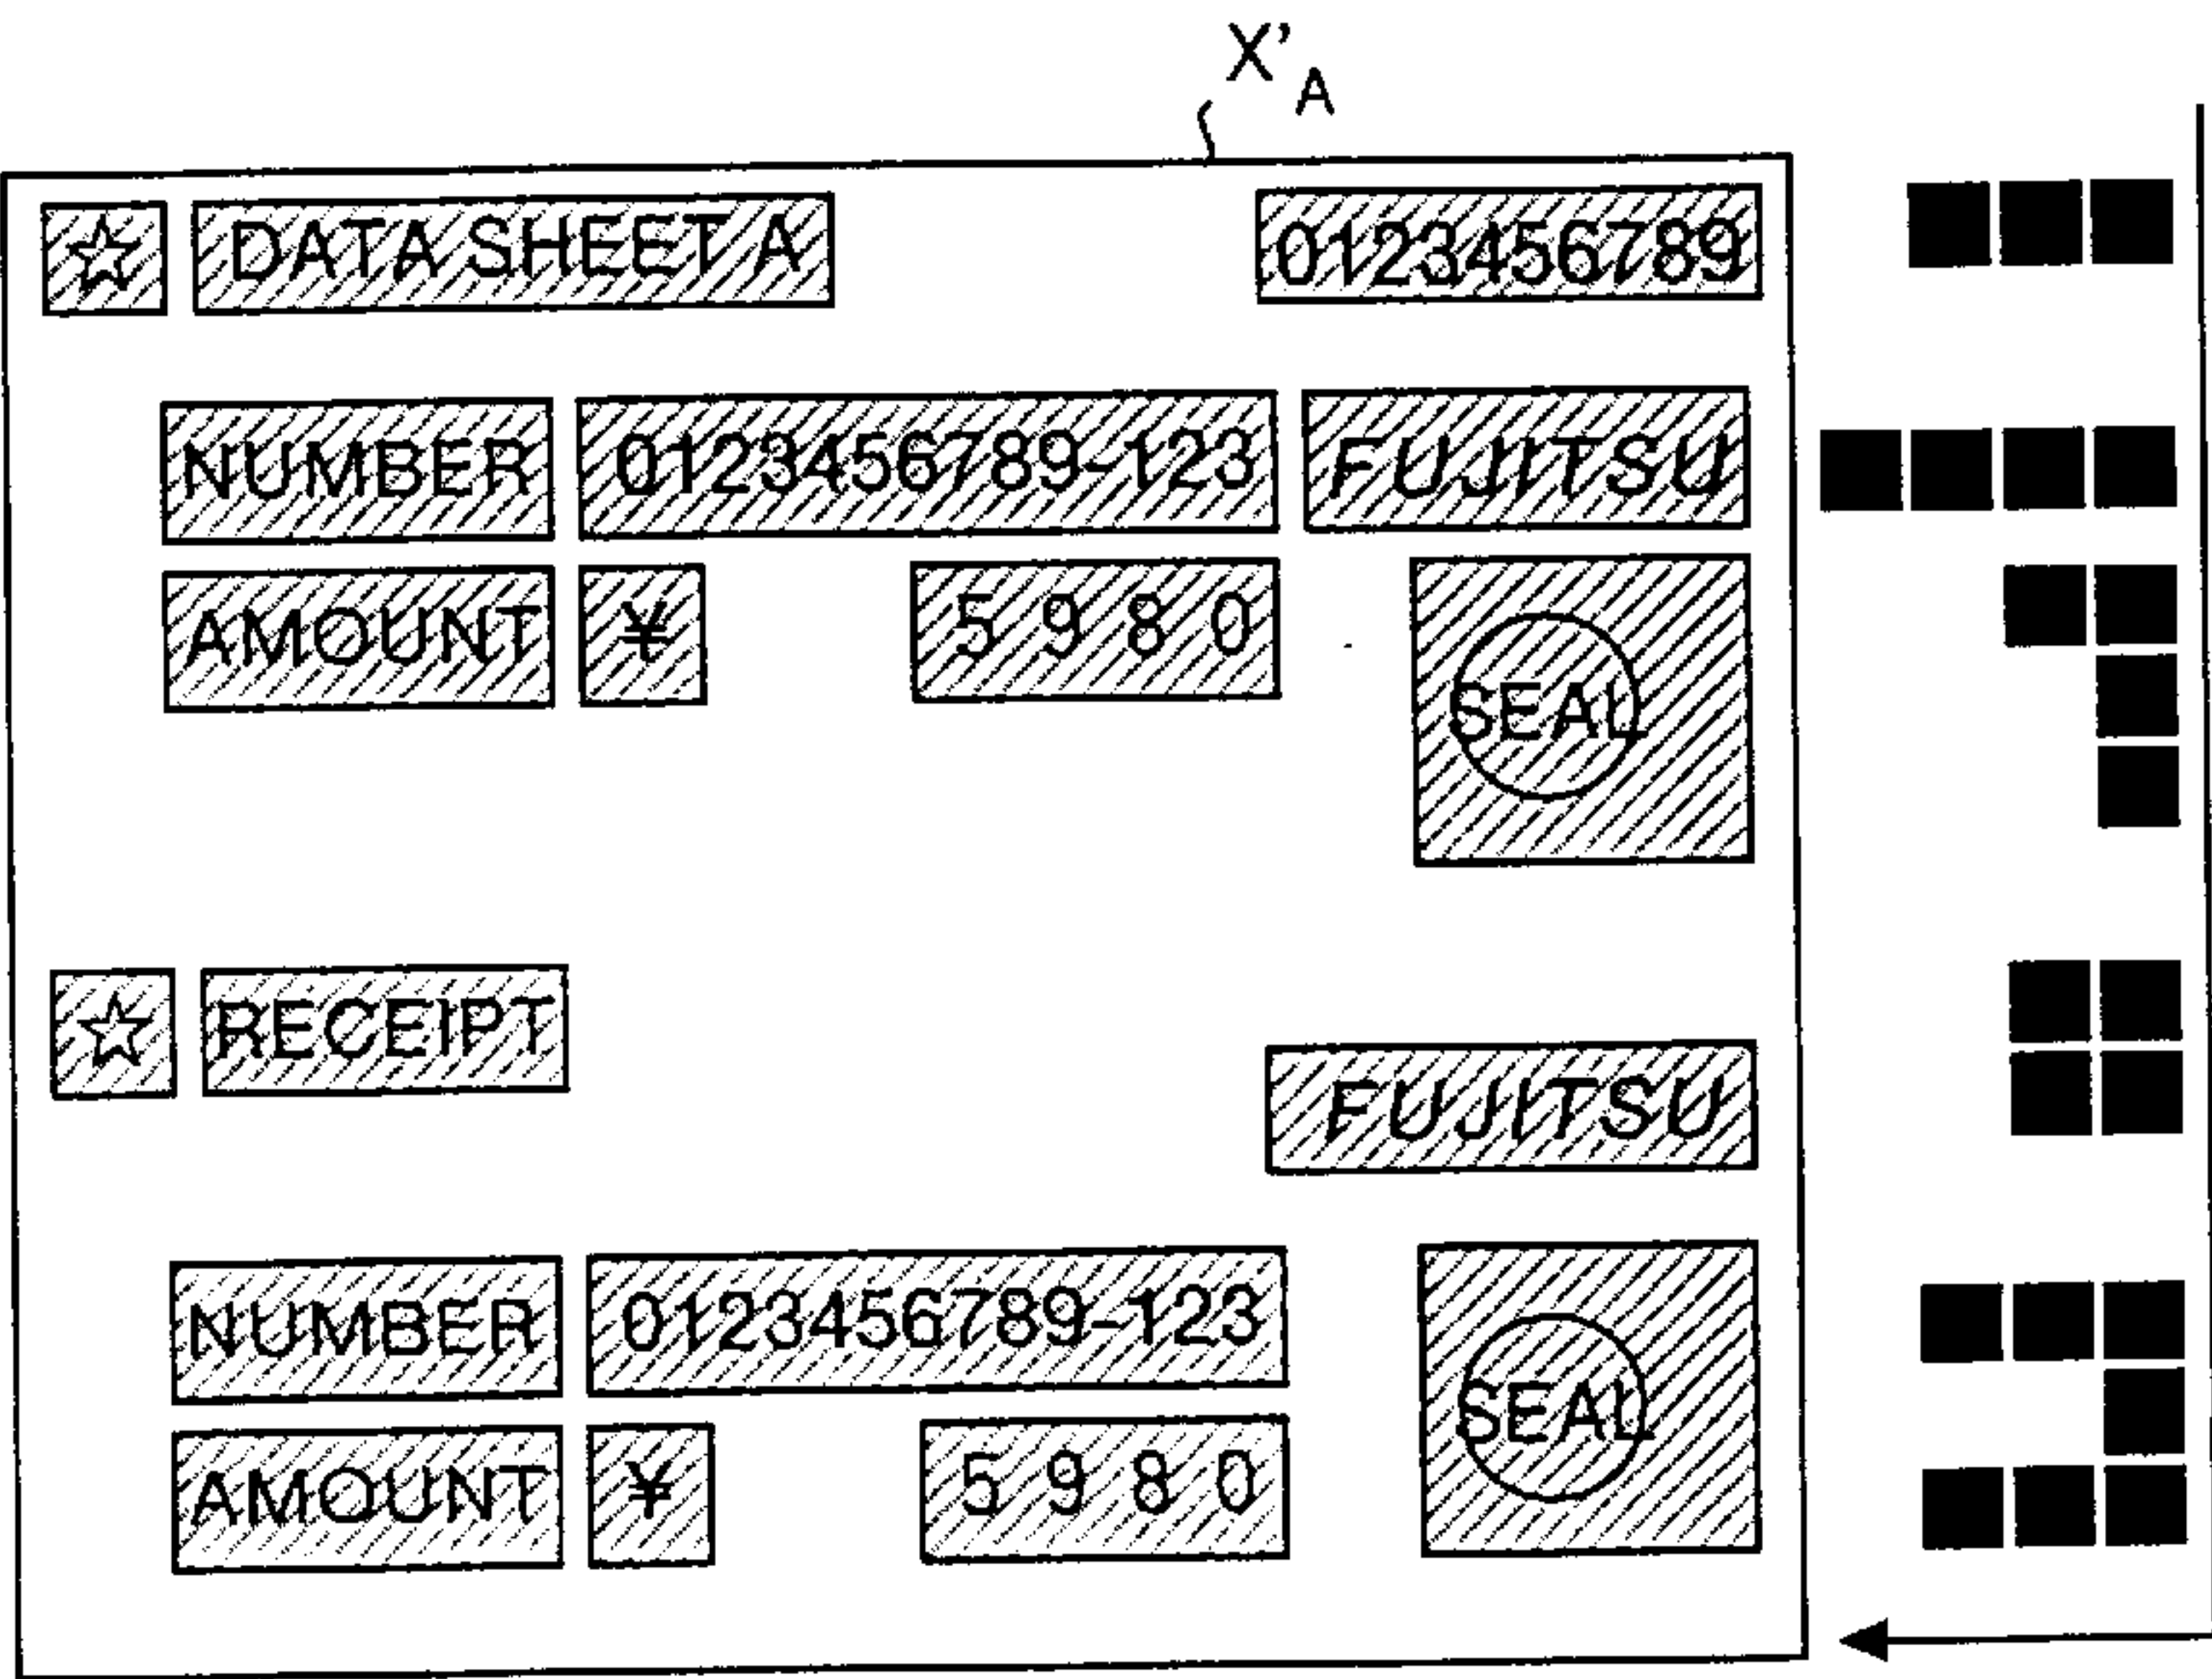 X'A
☆ DATA SHEET A 0123456789
NUMBER 0123456789-123 FUJITSU
AMOUNT ¥ 5 9 8 0
SEAL
☆ RECEIPT
FUJITSU
NUMBER 0123456789-123
SEAL
AMOUNT ¥ 5 9 8 0